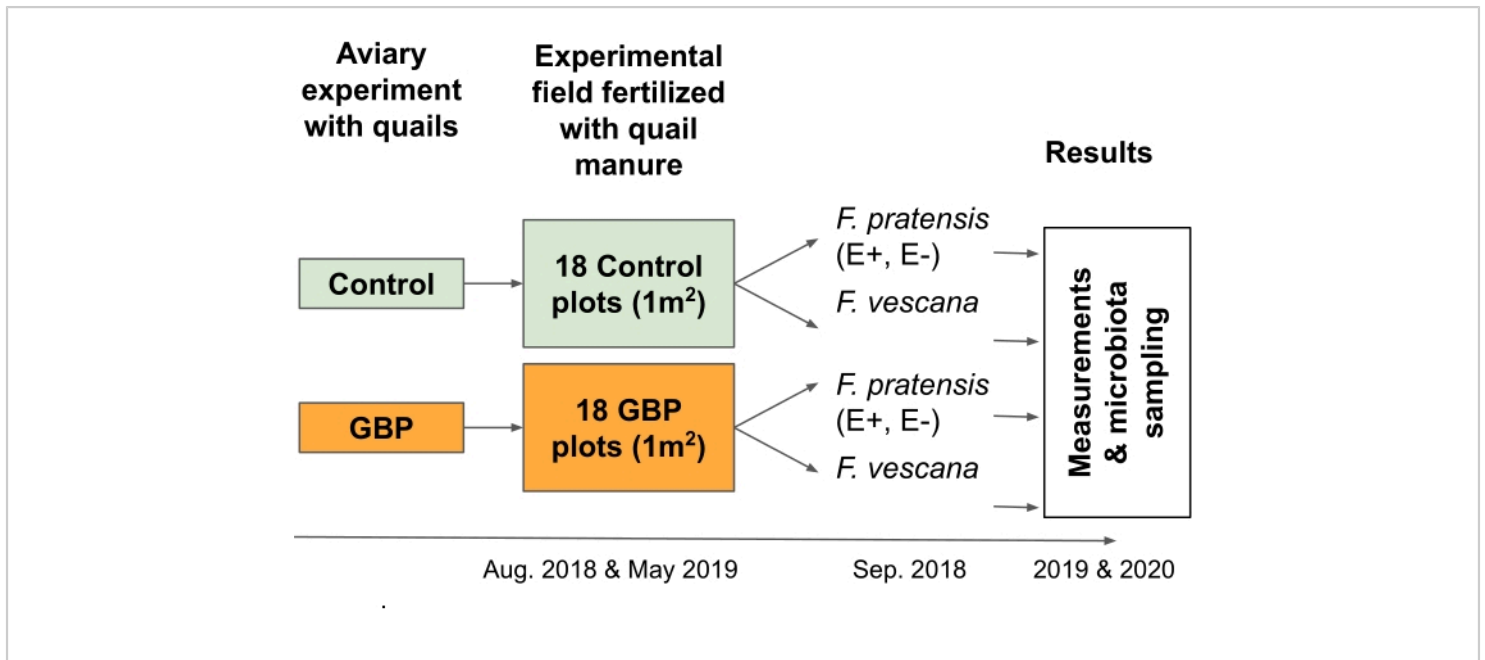 Aviary
experiment
with quails
Experimental
field fertilized
with quail
manure
Results
Control
18 Control
plots (1m²)
F. pratensis
(E+, E-)
F. vescana
GBP
18 GBP
plots (1m²)
F. pratensis
(E+, E-)
F. vescana
Measurements
& microbiota
sampling
Aug. 2018 & May 2019
Sep. 2018
2019 & 2020
.